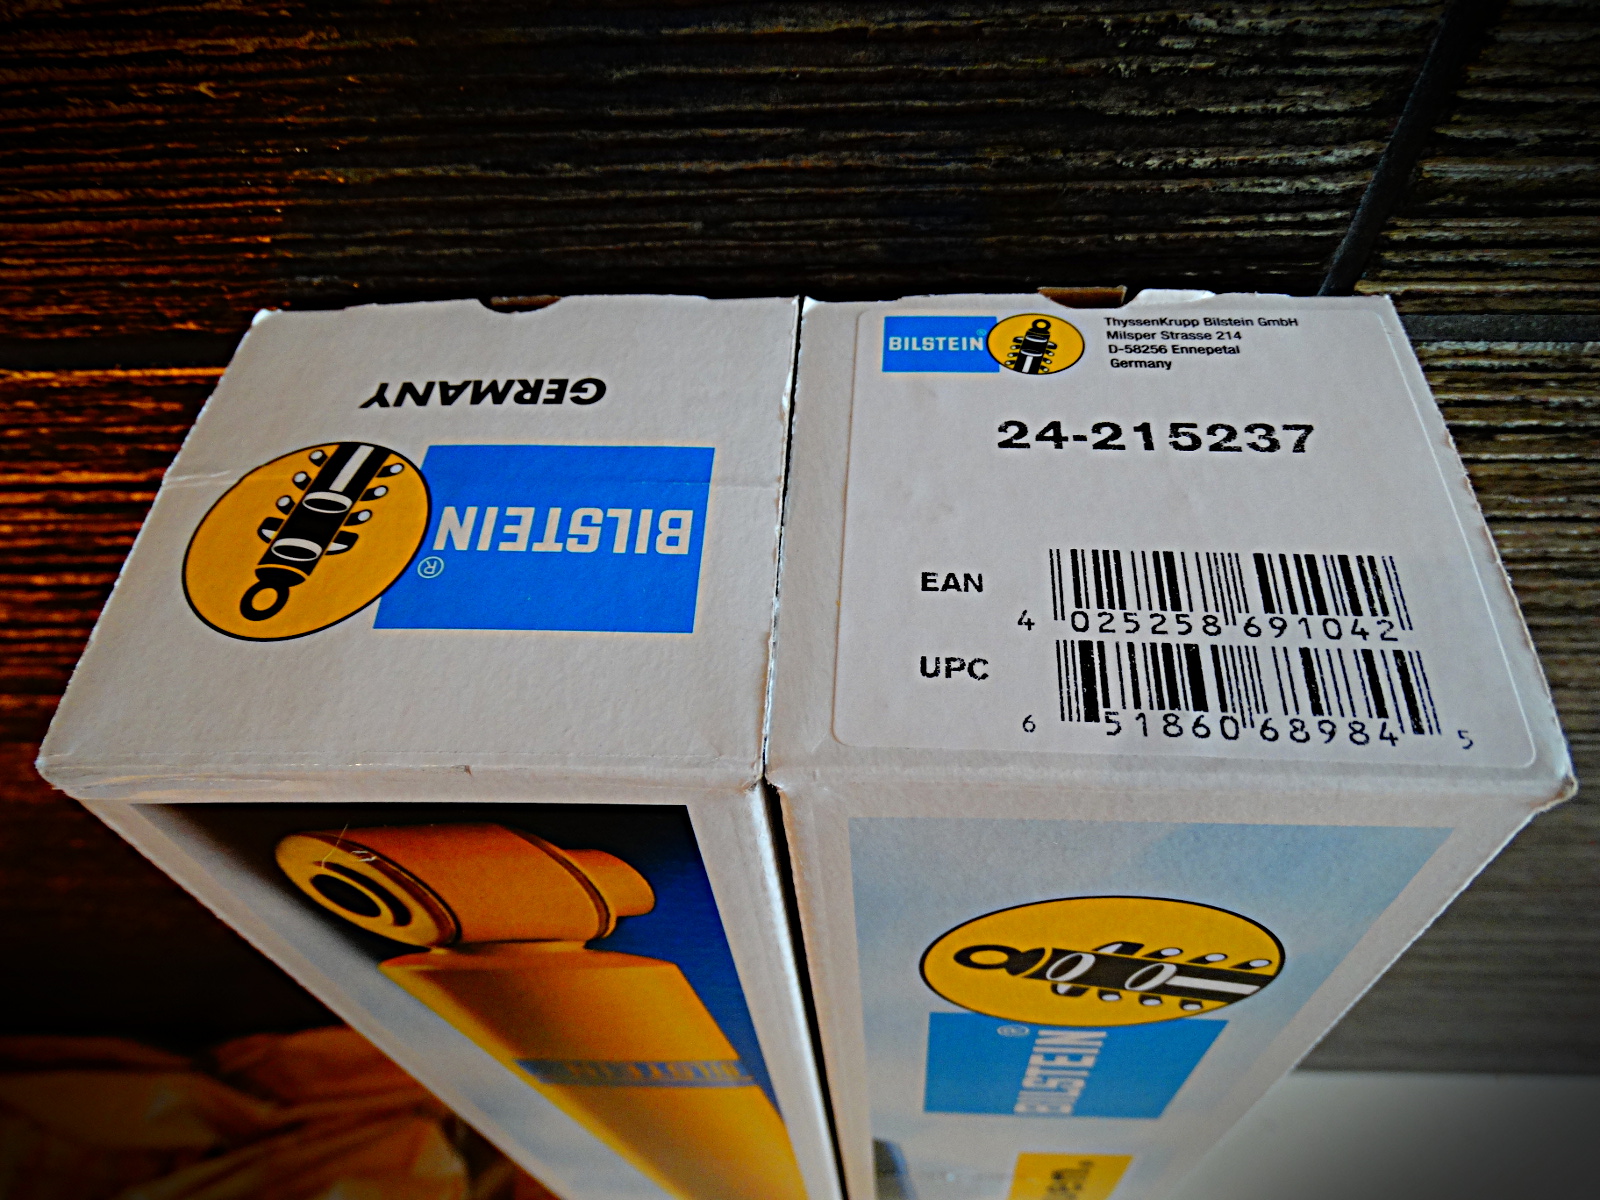 GERMANY
BILSTEIN®
BILSTEIN®
ThyssenKrupp Bilstein GmbH
Milsper Strasse 214
D-58256 Ennepetal
Germany
24-215237
EAN
4 025258 691042
UPC
6 51860 68984 5
BILSTEIN
BILSTEIN®